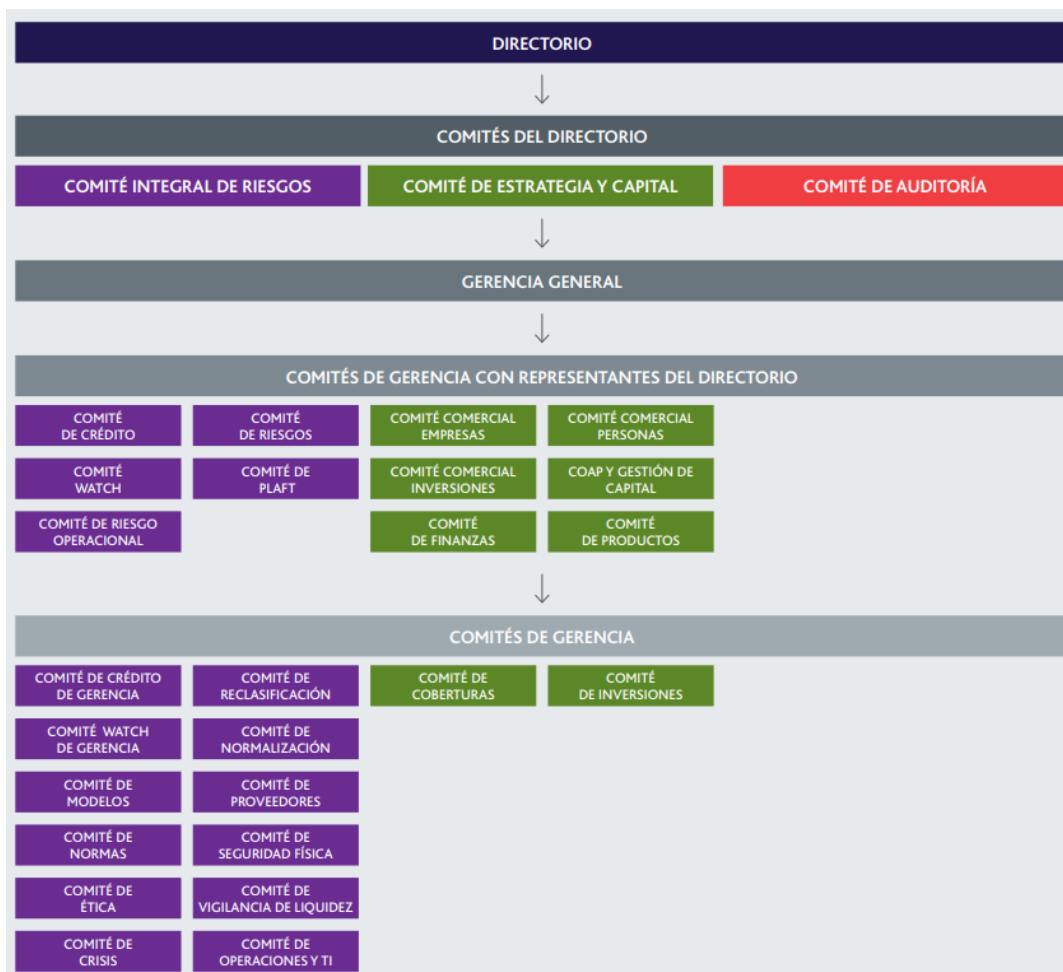 DIRECTORIO
COMITÉS DEL DIRECTORIO
COMITÉ INTEGRAL DE RIESGOS
COMITÉ DE ESTRATEGIA Y CAPITAL
COMITÉ DE AUDITORÍA
GERENCIA GENERAL
COMITÉS DE GERENCIA CON REPRESENTANTES DEL DIRECTORIO
COMITÉ
DE CRÉDITO
COMITÉ
DE RIESGOS
COMITÉ COMERCIAL
EMPRESAS
COMITÉ COMERCIAL
PERSONAS
COMITÉ
WATCH
COMITÉ DE
PLAFT
COMITÉ COMERCIAL
INVERSIONES
COAP Y GESTIÓN DE
CAPITAL
COMITÉ DE RIESGO
OPERACIONAL
COMITÉ
DE FINANZAS
COMITÉ
DE PRODUCTOS
COMITÉS DE GERENCIA
COMITÉ DE CRÉDITO
DE GERENCIA
COMITÉ DE
RECLASIFICACIÓN
COMITÉ DE
COBERTURAS
COMITÉ
DE INVERSIONES
COMITÉ WATCH
DE GERENCIA
COMITÉ DE
NORMALIZACIÓN
COMITÉ DE
MODELOS
COMITÉ DE
PROVEEDORES
COMITÉ DE
NORMAS
COMITÉ DE
SEGURIDAD FÍSICA
COMITÉ DE
ÉTICA
COMITÉ DE
VIGILANCIA DE LIQUIDEZ
COMITÉ DE
CRISIS
COMITÉ DE
OPERACIONES Y TI